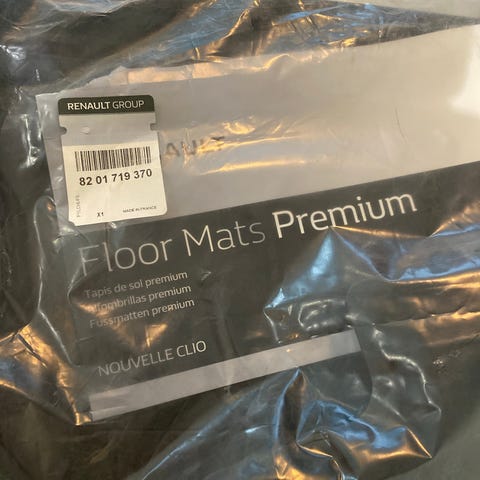 RENAULT GROUP
82 01 719 370
X1 MADE IN FRANCE
Floor Mats Premium
Tapis de sol premium
Alfombrillas premium
Fussmatten premium
NOUVELLE CLIO